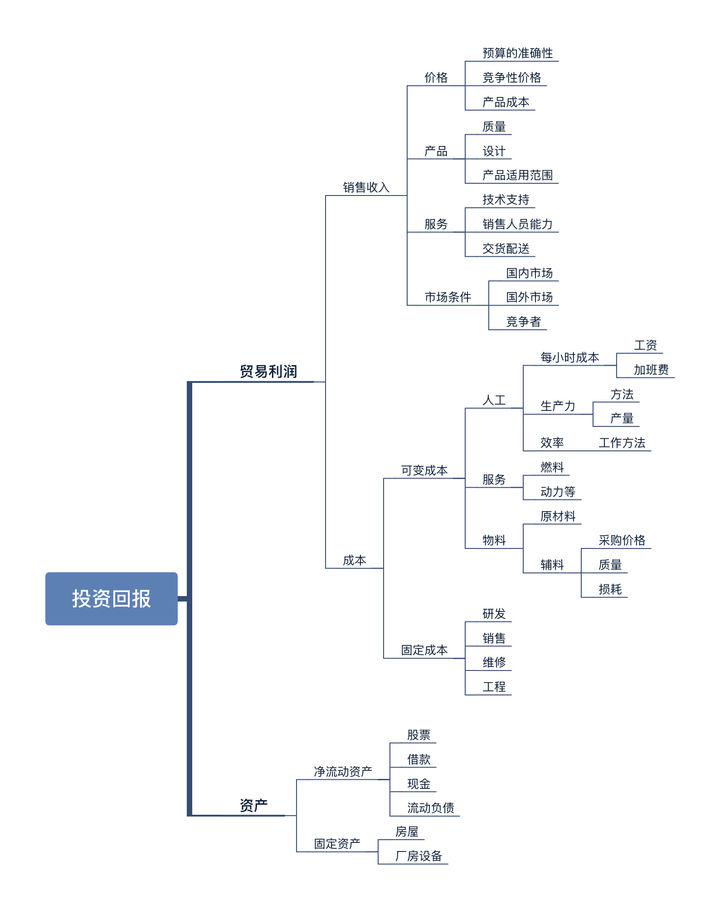 预算的准确性
价格
竞争性价格
产品成本
质量
产品
设计
产品适用范围
销售收入
技术支持
服务
销售人员能力
交货配送
国内市场
市场条件
国外市场
竞争者
工资
每小时成本
加班费
贸易利润
方法
人工
生产力
产量
效率
工作方法
燃料
可变成本
服务
动力等
原材料
物料
采购价格
成本
辅料
质量
损耗
投资回报
研发
销售
固定成本
维修
工程
股票
净流动资产
借款
现金
资产
流动负债
房屋
固定资产
厂房设备